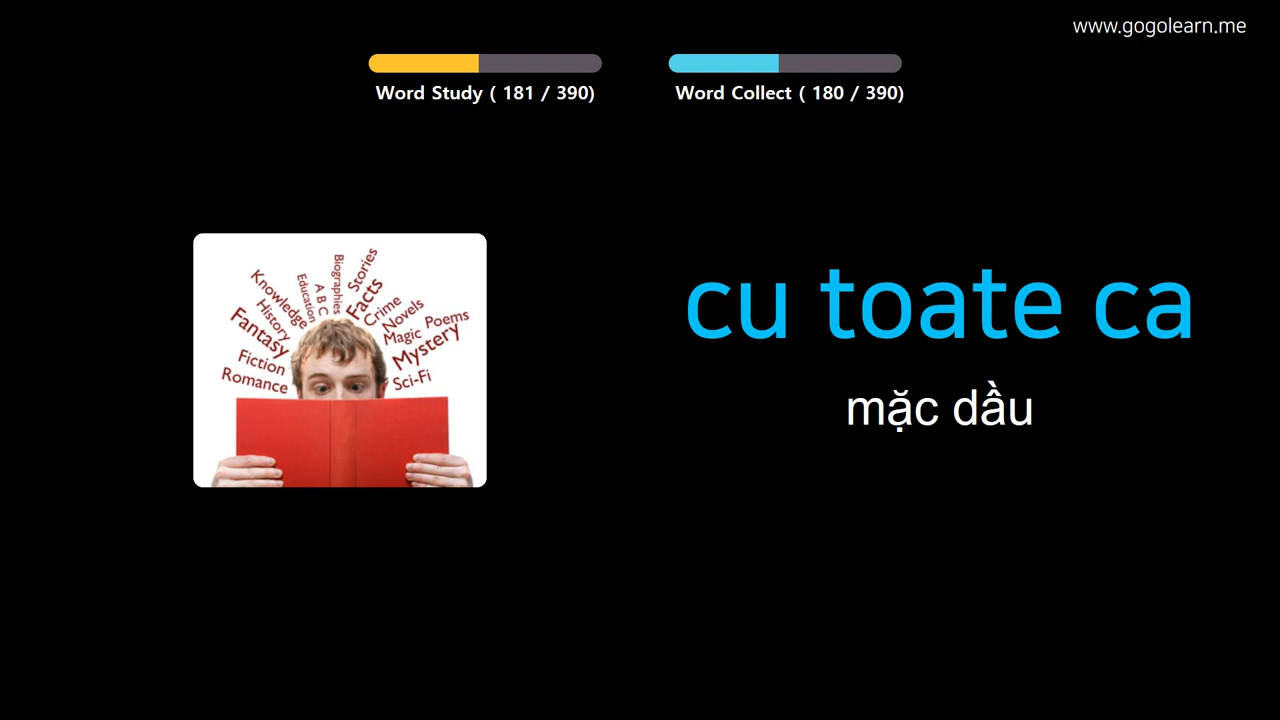 www.gogolearn.me
Word Study ( 181 / 390)
Word Collect ( 180 / 390)
Knowledge
History
Fantasy
Fiction
Romance
Education
A B C
Biographies
Stories
Facts
Crime
Novels
Magic
Poems
Mystery
Sci-Fi
cu toate ca
mặc dầu